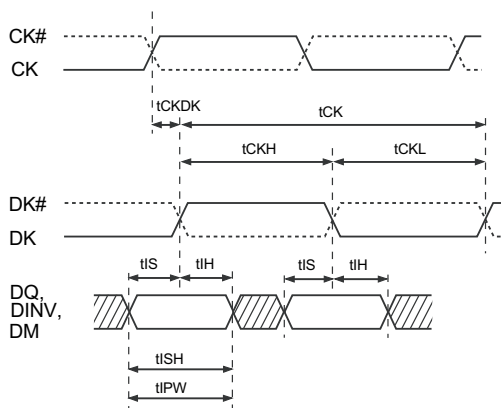 CK#
CK
tCKDK
tCK
tCKH
tCKL
DK#
DK
tIS
tIH
tIS
tIH
DQ,
DINV,
DM
tISH
tIPW